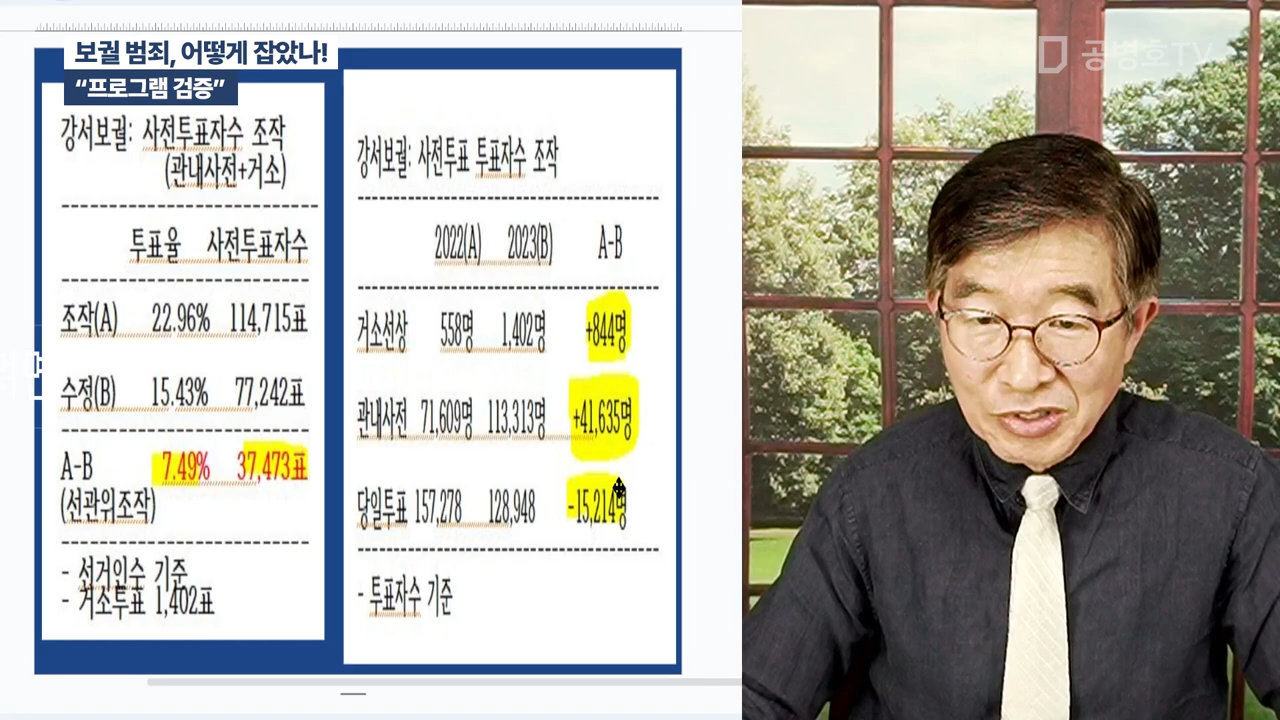 보궐 범죄, 어떻게 잡았나!
“프로그램 검증”
강서보궐: 사전투표자수 조작
(관내사전+거소)
투표율 사전투표자수
조작(A) 22.96% 114,715표
수정(B) 15.43% 77,242표
A-B 7.49% 37,473표
(선관위조작)
- 선거인수 기준
- 거소투표 1,402표
강서보궐: 사전투표 투표자수 조작
2022(A) 2023(B) A-B
거소선상 558명 1,402명 +844명
관내사전 71,609명 113,313명 +41,635명
당일투표 157,278 128,948 -15,214명
- 투표자수 기준
공병호TV